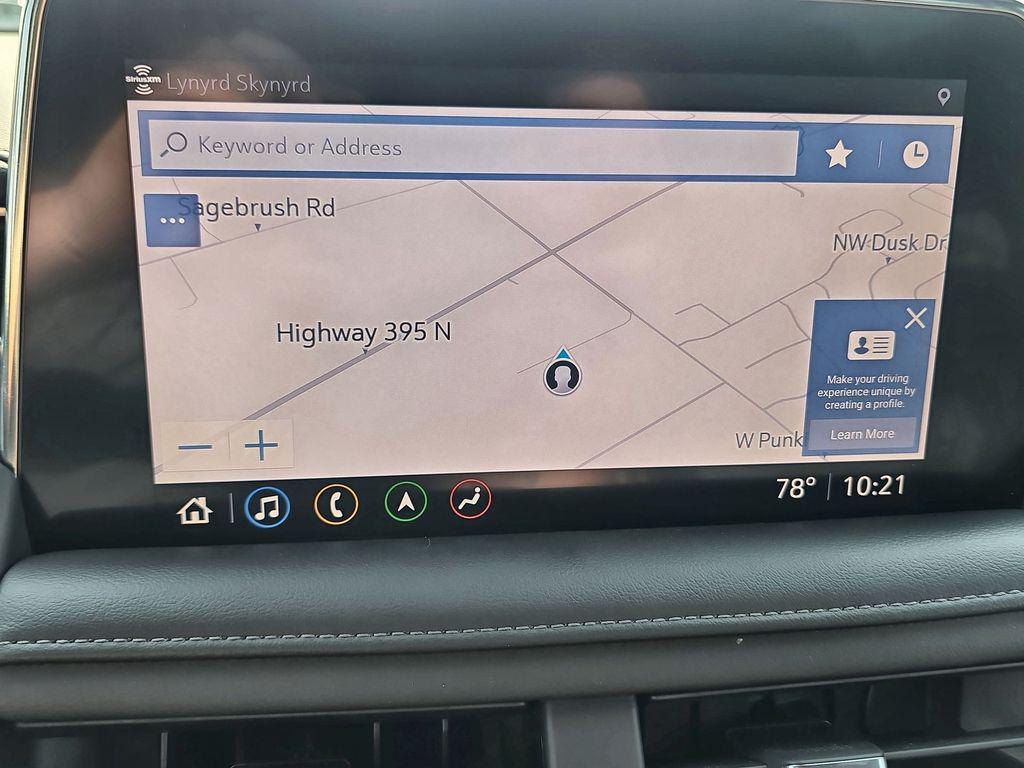 SiriusXM Lynyrd Skynyrd
Keyword or Address
Sagebrush Rd
NW Dusk Dr
Highway 395 N
Make your driving
experience unique by
creating a profile.
Learn More
W Punk
78° 10:21